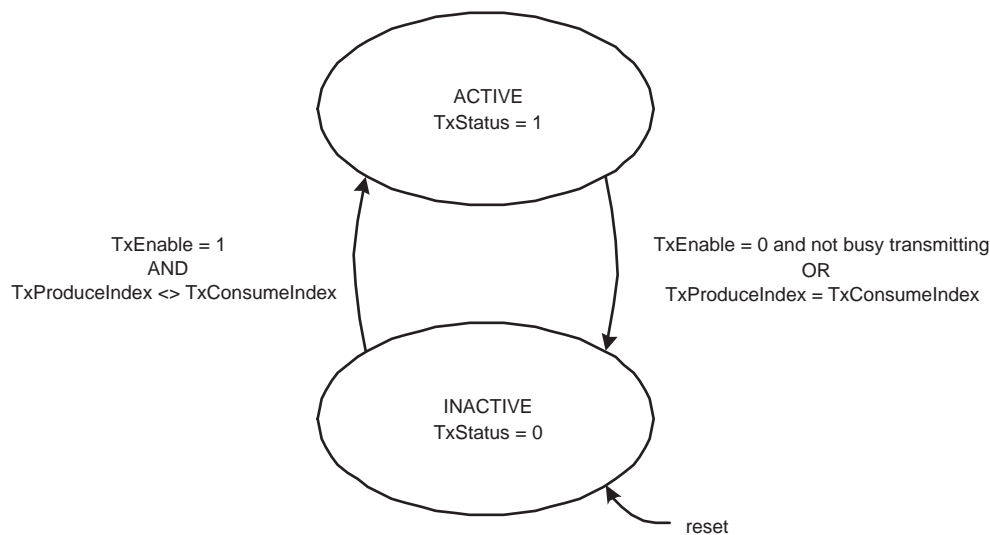 ACTIVE
TxStatus = 1
TxEnable = 1
AND
TxProduceIndex <> TxConsumeIndex
TxEnable = 0 and not busy transmitting
OR
TxProduceIndex = TxConsumeIndex
INACTIVE
TxStatus = 0
reset